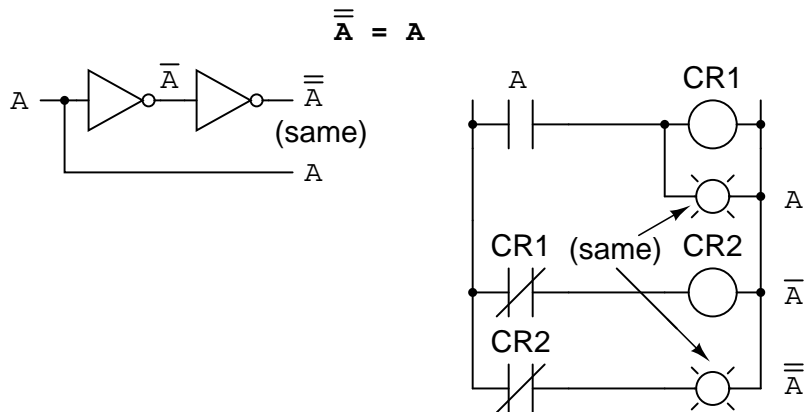 A̿ = A
A A̅ A̿
(same)
A
A CR1
A
CR1 (same) CR2
A̅
CR2
A̿